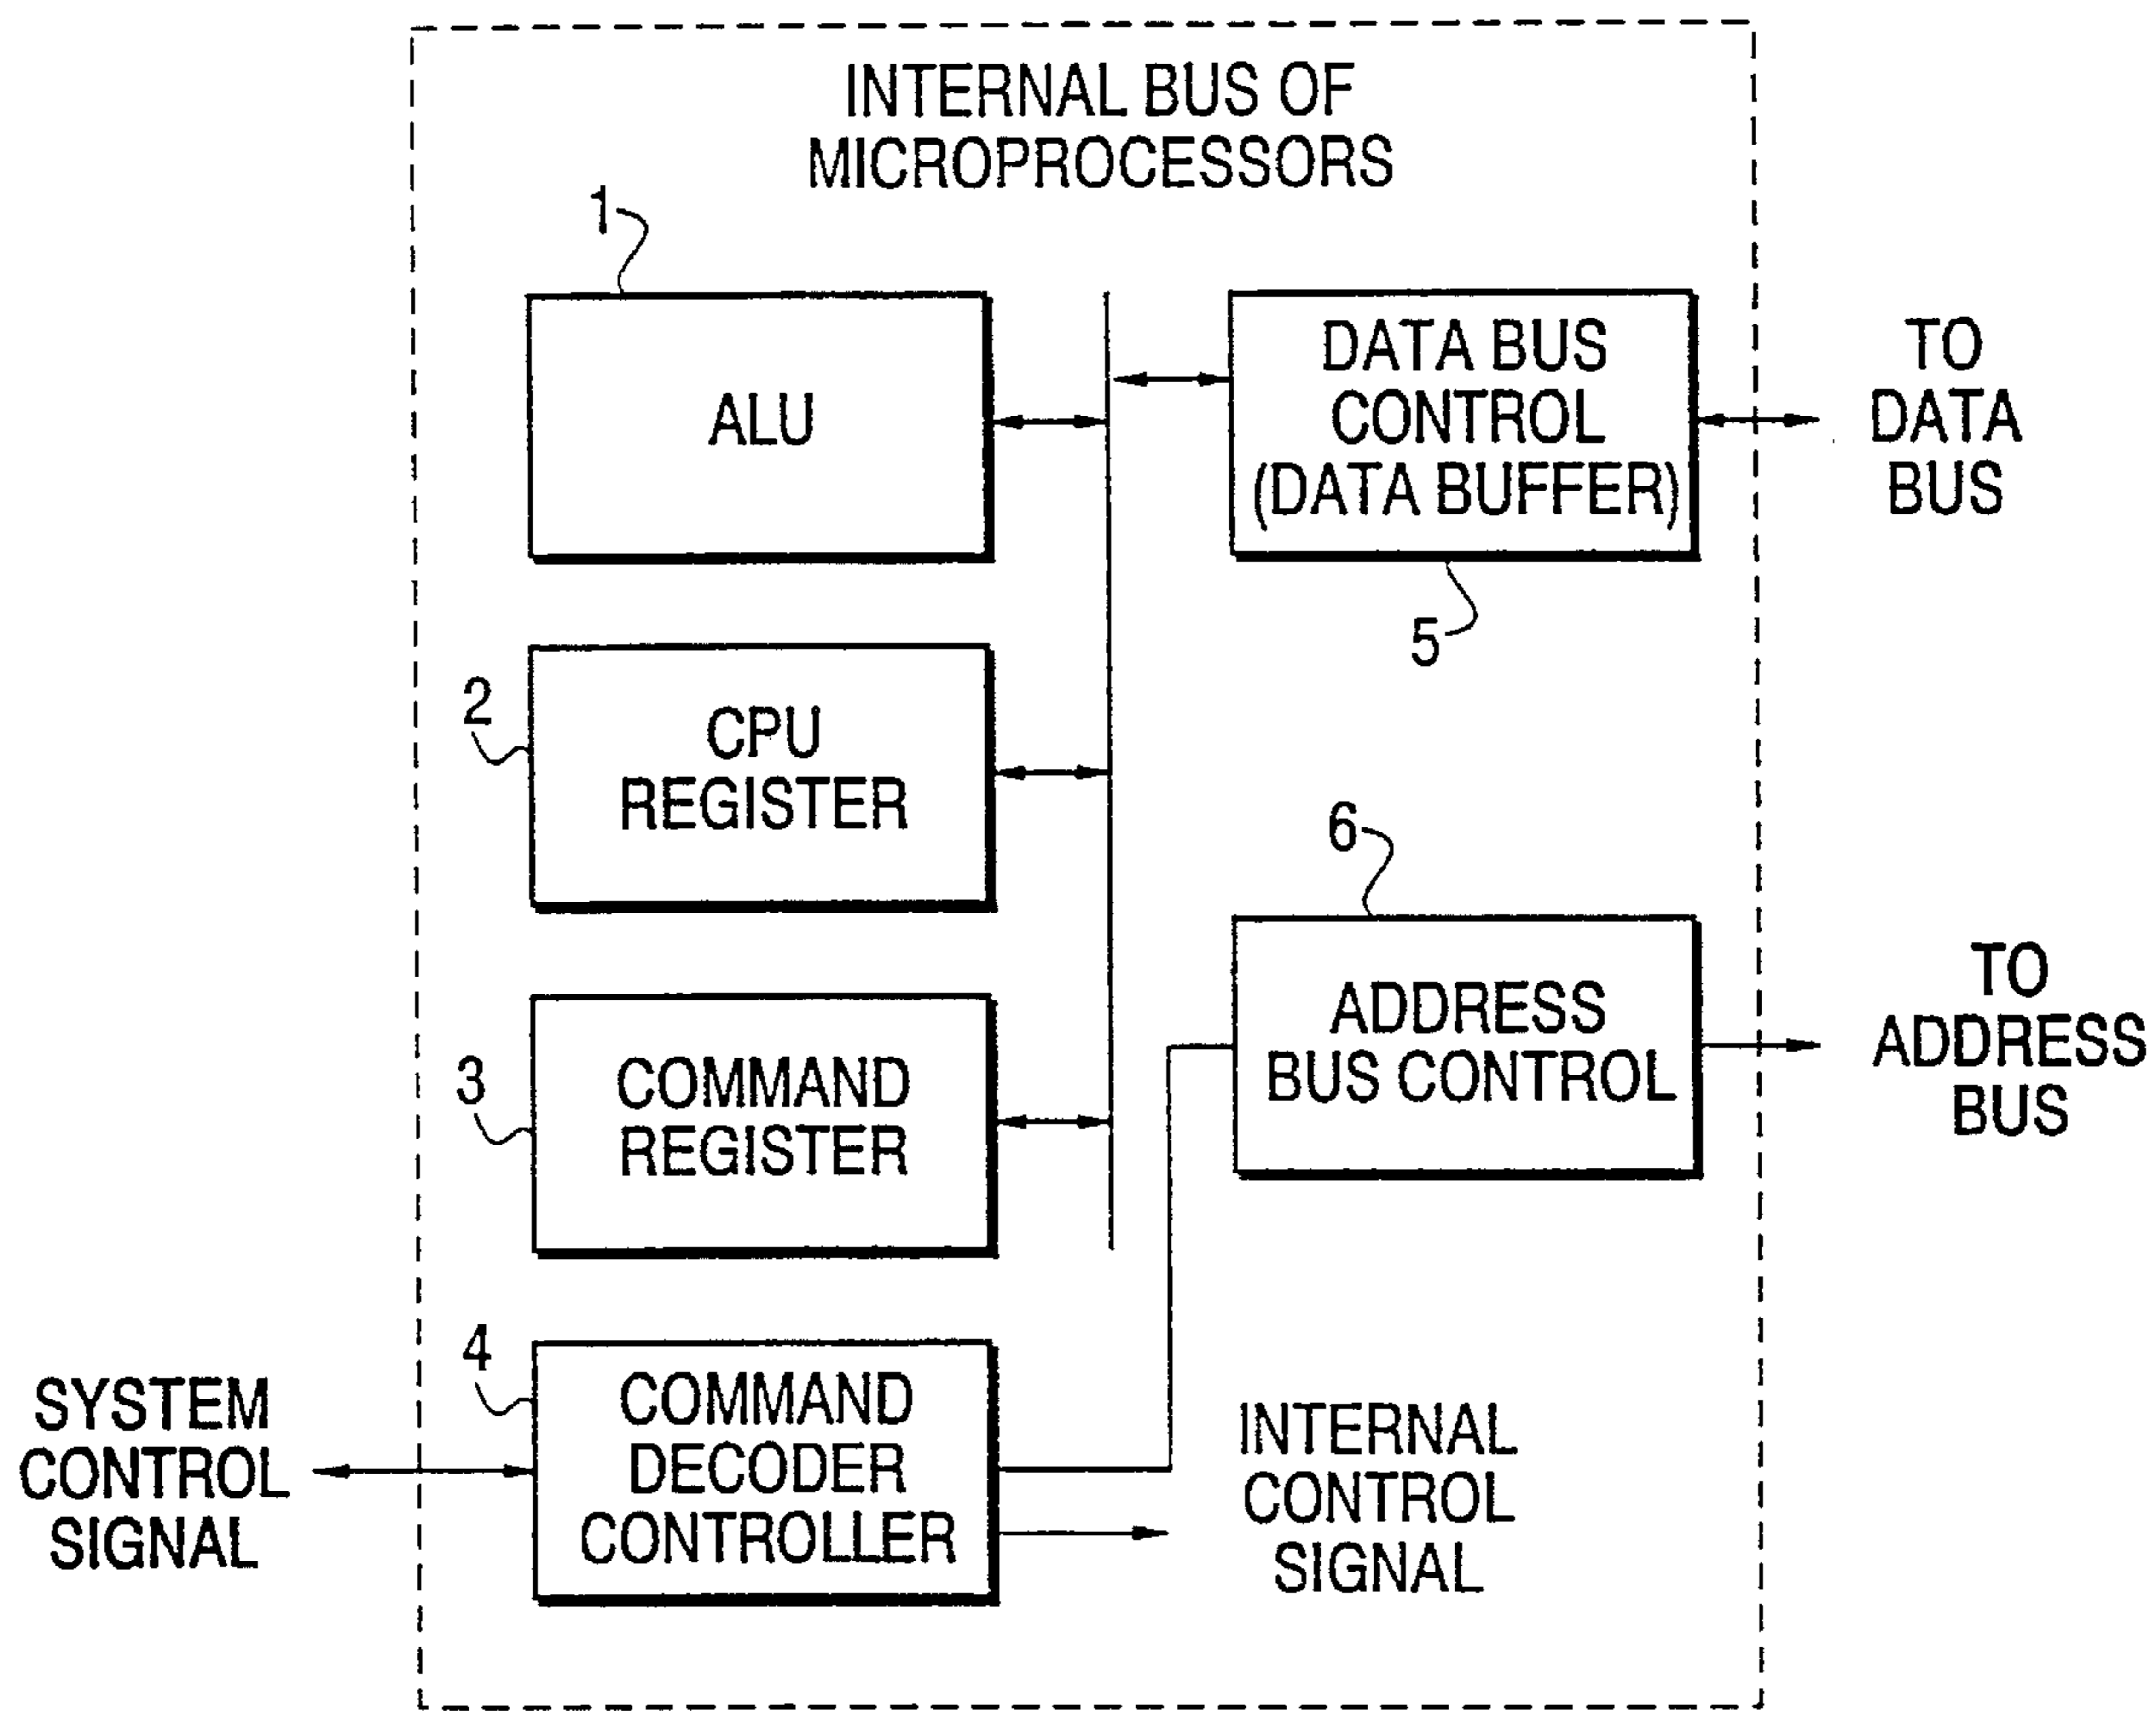 INTERNAL BUS OF
MICROPROCESSORS
1
ALU
DATA BUS
CONTROL
(DATA BUFFER)
5
TO
DATA
BUS
2
CPU
REGISTER
6
ADDRESS
BUS CONTROL
TO
ADDRESS
BUS
3
COMMAND
REGISTER
4
COMMAND
DECODER
CONTROLLER
SYSTEM
CONTROL
SIGNAL
INTERNAL
CONTROL
SIGNAL